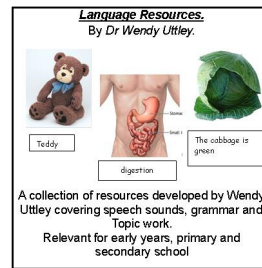 Language Resources.
By Dr Wendy Uttley.
Teddy
The cabbage is
green
digestion
A collection of resources developed by Wendy
Uttley covering speech sounds, grammar and
Topic work.
Relevant for early years, primary and
secondary school